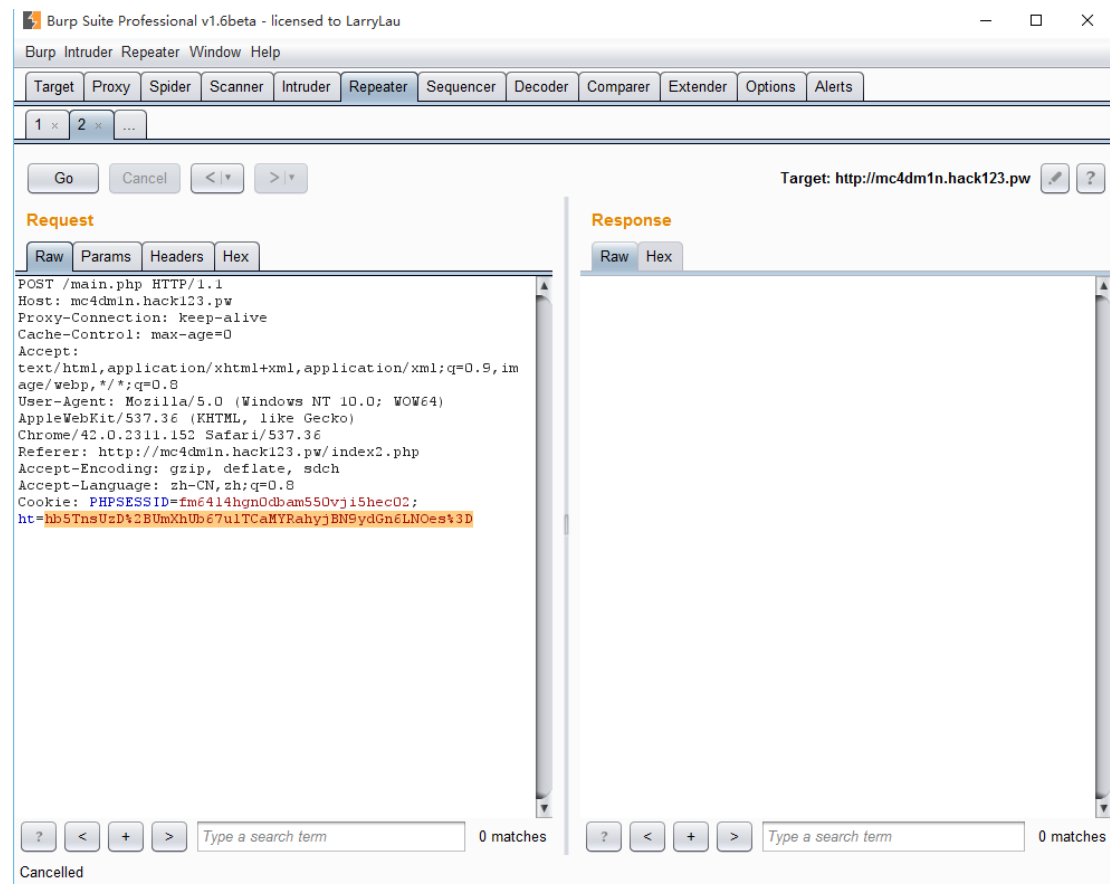 Burp Suite Professional v1.6beta - licensed to LarryLau
Burp Intruder Repeater Window Help
Target Proxy Spider Scanner Intruder Repeater Sequencer Decoder Comparer Extender Options Alerts
1 × 2 × ...
Go Cancel < > Target: http://mc4dm1n.hack123.pw ?
Request
Response
Raw Params Headers Hex
Raw Hex
POST /main.php HTTP/1.1
Host: mc4dm1n.hack123.pw
Proxy-Connection: keep-alive
Cache-Control: max-age=0
Accept:
text/html,application/xhtml+xml,application/xml;q=0.9,im
age/webp,*/*;q=0.8
User-Agent: Mozilla/5.0 (Windows NT 10.0; WOW64)
AppleWebKit/537.36 (KHTML, like Gecko)
Chrome/42.0.2311.152 Safari/537.36
Referer: http://mc4dm1n.hack123.pw/index2.php
Accept-Encoding: gzip, deflate, sdch
Accept-Language: zh-CN,zh;q=0.8
Cookie: PHPSESSID=fm6414hgn0dbam550vji5hec02;
ht=hb5TnsUzD%2BUmXhUb67ulTCaMYRahyjBN9ydGn6LNOes%3D
? < + > Type a search term 0 matches
? < + > Type a search term 0 matches
Cancelled